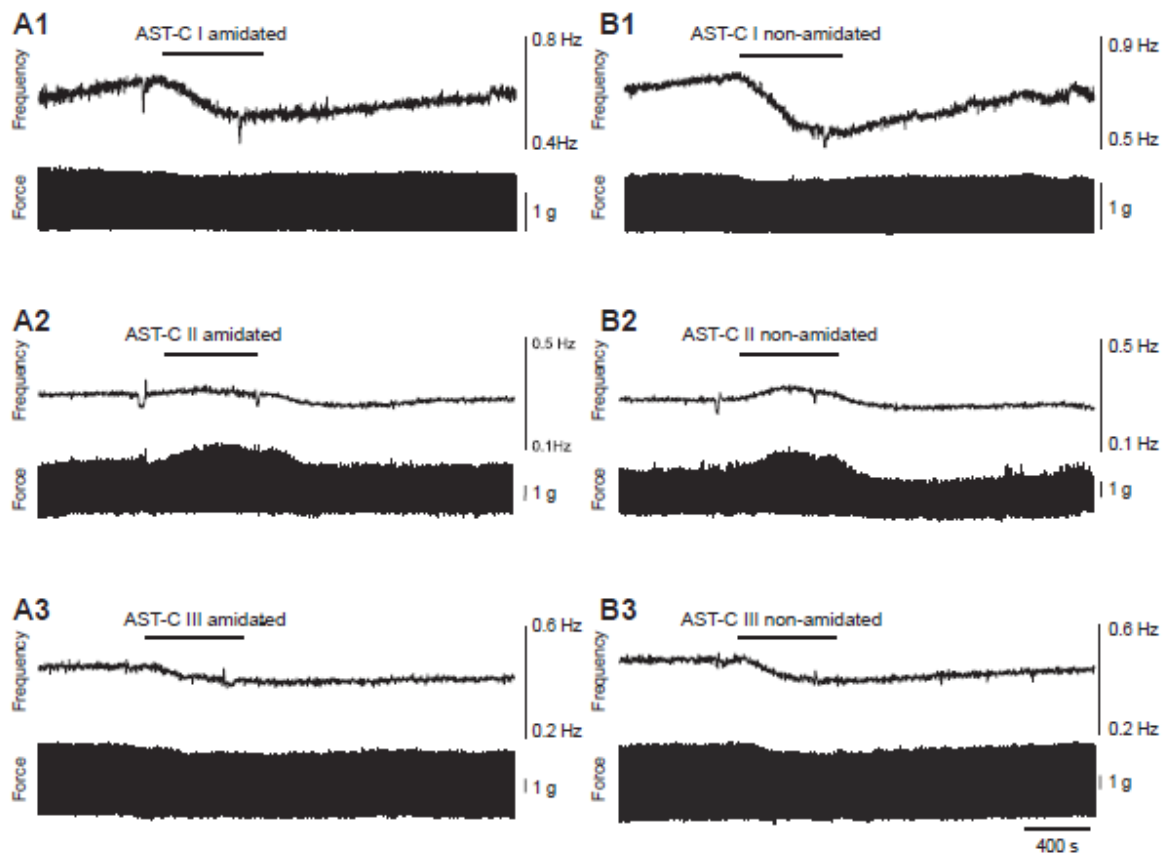 A1
AST-C I amidated
Frequency
0.8 Hz
0.4Hz
Force
1 g
B1
AST-C I non-amidated
Frequency
0.9 Hz
0.5 Hz
Force
1 g
A2
AST-C II amidated
Frequency
0.5 Hz
0.1Hz
Force
1 g
B2
AST-C II non-amidated
Frequency
0.5 Hz
0.1 Hz
Force
1 g
A3
AST-C III amidated
Frequency
0.6 Hz
0.2 Hz
Force
1 g
B3
AST-C III non-amidated
Frequency
0.6 Hz
0.2 Hz
Force
1 g
400 s